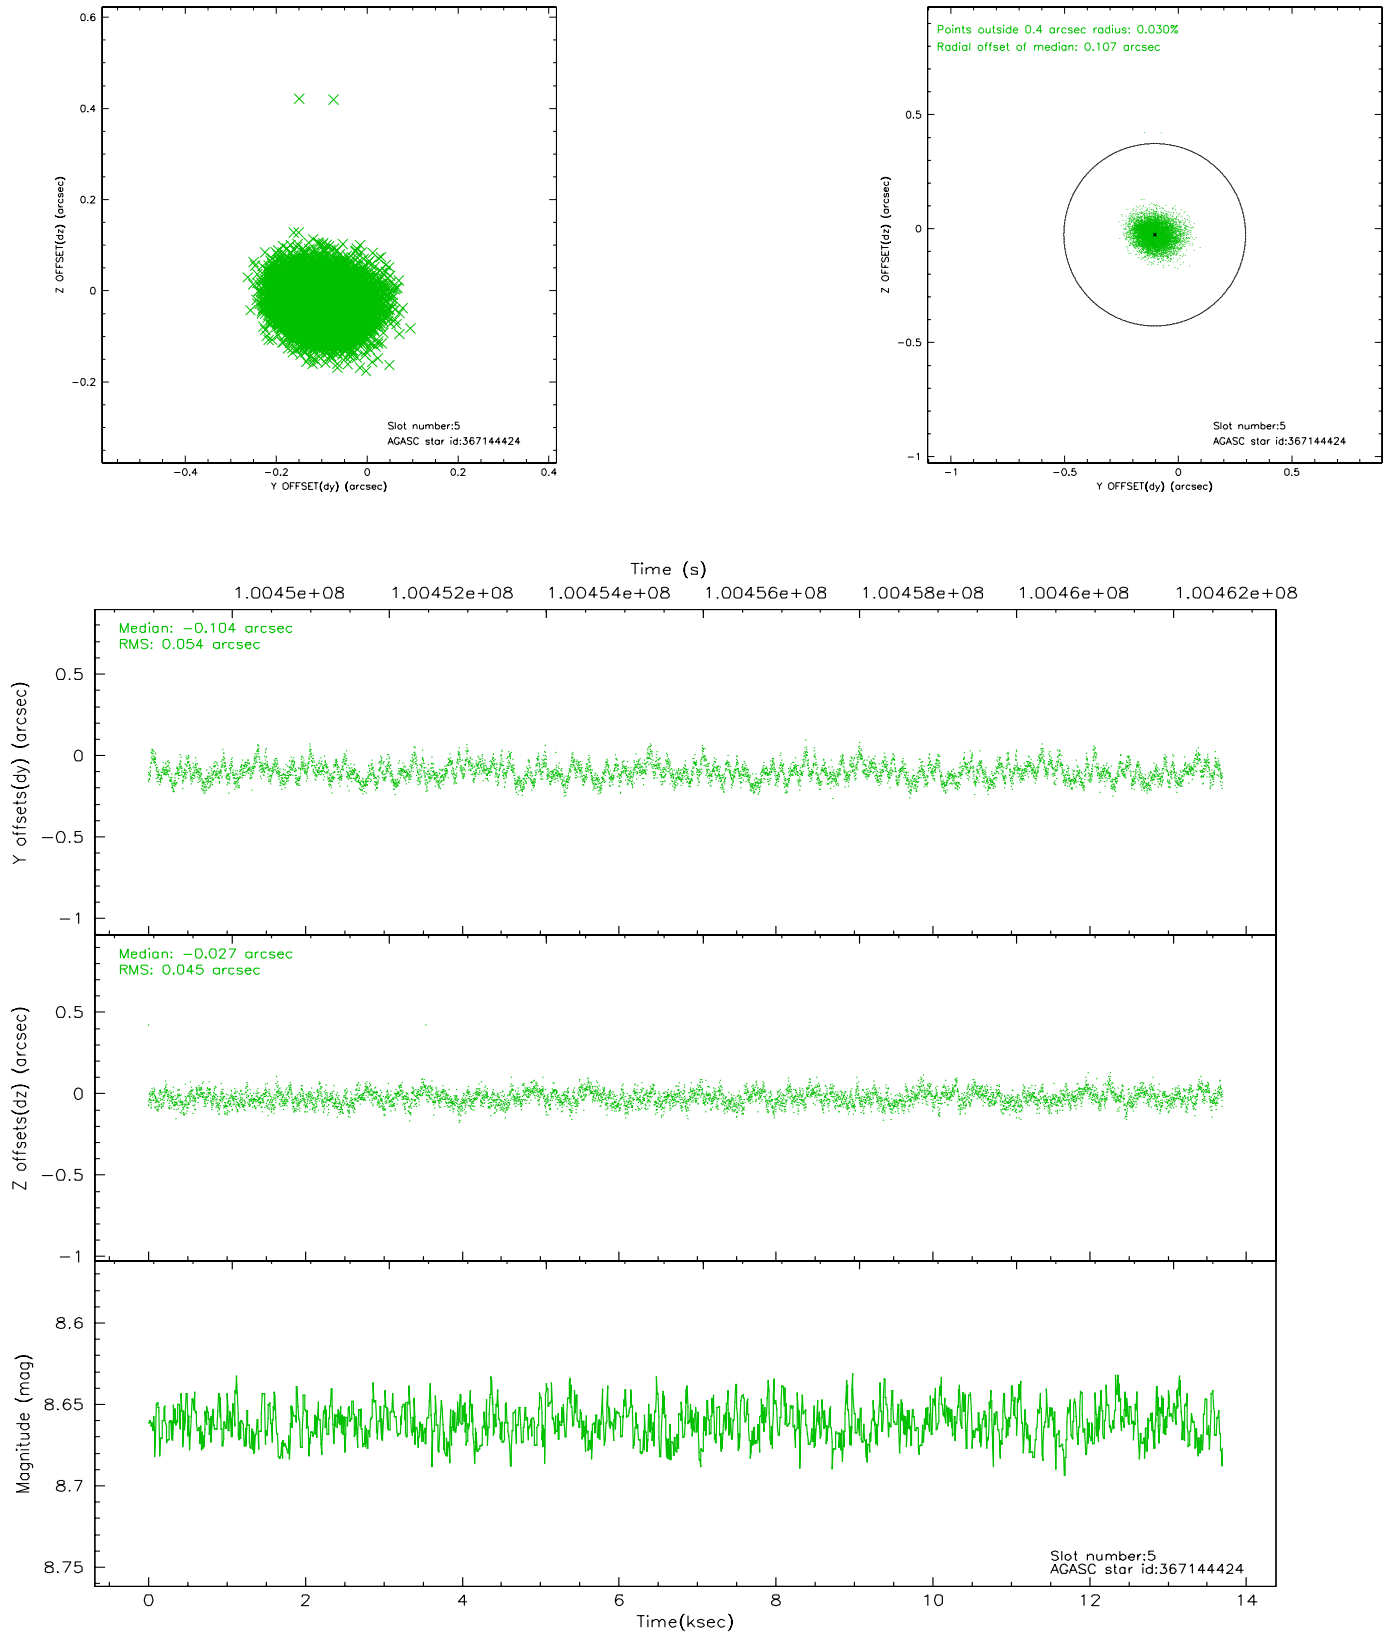 0.6
0.4
0.2
0
−0.2
Z OFFSET(dz) (arcsec)
−0.4
−0.2
0
0.2
0.4
Y OFFSET(dy) (arcsec)
Slot number:5
AGASC star id:367144424
Points outside 0.4 arcsec radius: 0.030%
Radial offset of median: 0.107 arcsec
0.5
0
−0.5
−1
Z OFFSET(dz) (arcsec)
−1
−0.5
0
0.5
Y OFFSET(dy) (arcsec)
Slot number:5
AGASC star id:367144424
Time (s)
1.0045e+08
1.00452e+08
1.00454e+08
1.00456e+08
1.00458e+08
1.0046e+08
1.00462e+08
Median: −0.104 arcsec
RMS: 0.054 arcsec
0.5
0
−0.5
−1
Y offsets(dy) (arcsec)
Median: −0.027 arcsec
RMS: 0.045 arcsec
0.5
0
−0.5
−1
Z offsets(dz) (arcsec)
8.6
8.65
8.7
8.75
Magnitude (mag)
Slot number:5
AGASC star id:367144424
0
2
4
6
8
10
12
14
Time(ksec)